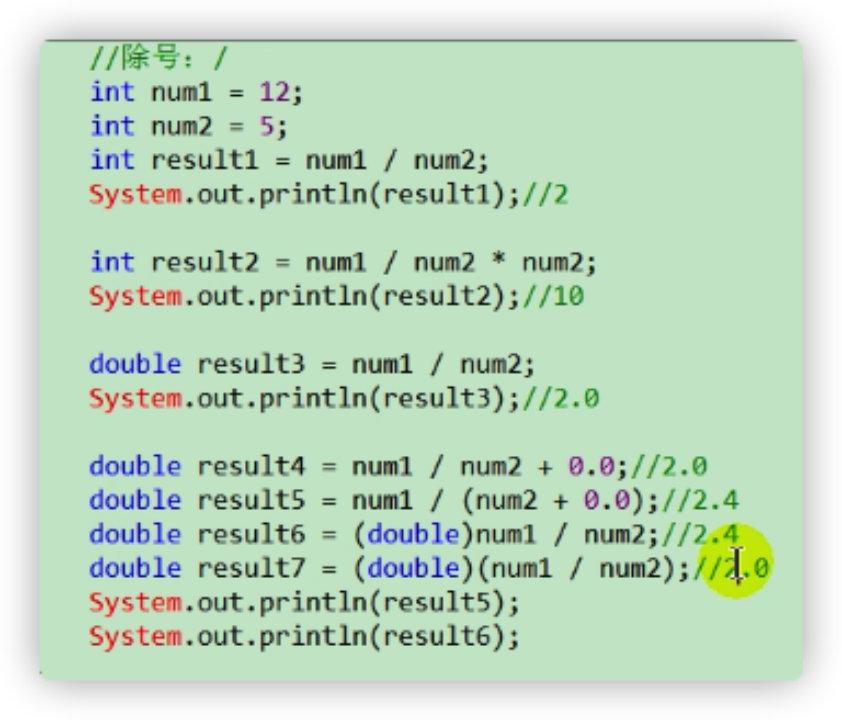 //除号: /
int num1 = 12;
int num2 = 5;
int result1 = num1 / num2;
System.out.println(result1);//2
int result2 = num1 / num2 * num2;
System.out.println(result2);//10
double result3 = num1 / num2;
System.out.println(result3);//2.0
double result4 = num1 / num2 + 0.0;//2.0
double result5 = num1 / (num2 + 0.0);//2.4
double result6 = (double)num1 / num2;//2.4
double result7 = (double)(num1 / num2);//2.0
System.out.println(result5);
System.out.println(result6);